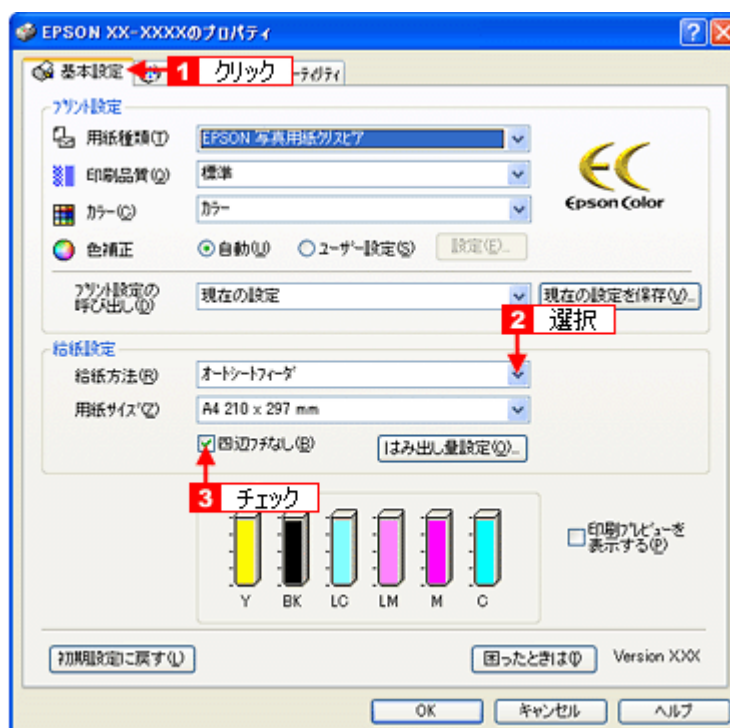 EPSON XX-XXXXのプロパティ
基本設定
1 クリック
ーティリティ
プリント設定
用紙種類(T)
EPSON 写真用紙クリスピア
印刷品質(Q)
標準
カラー(C)
カラー
色補正
自動(U)
ユーザー設定(S)
設定(E)...
EC
Epson Color
プリント設定の
呼び出し(D)
現在の設定
現在の設定を保存(V)...
2 選択
給紙設定
給紙方法(R)
オートシートフィーダ
用紙サイズ(Z)
A4 210 x 297 mm
四辺フチなし(B)
はみ出し量設定(O)...
3 チェック
Y BK LC LM M C
印刷プレビューを
表示する(P)
初期設定に戻す(L)
困ったときは(I)
Version XXX
OK
キャンセル
ヘルプ